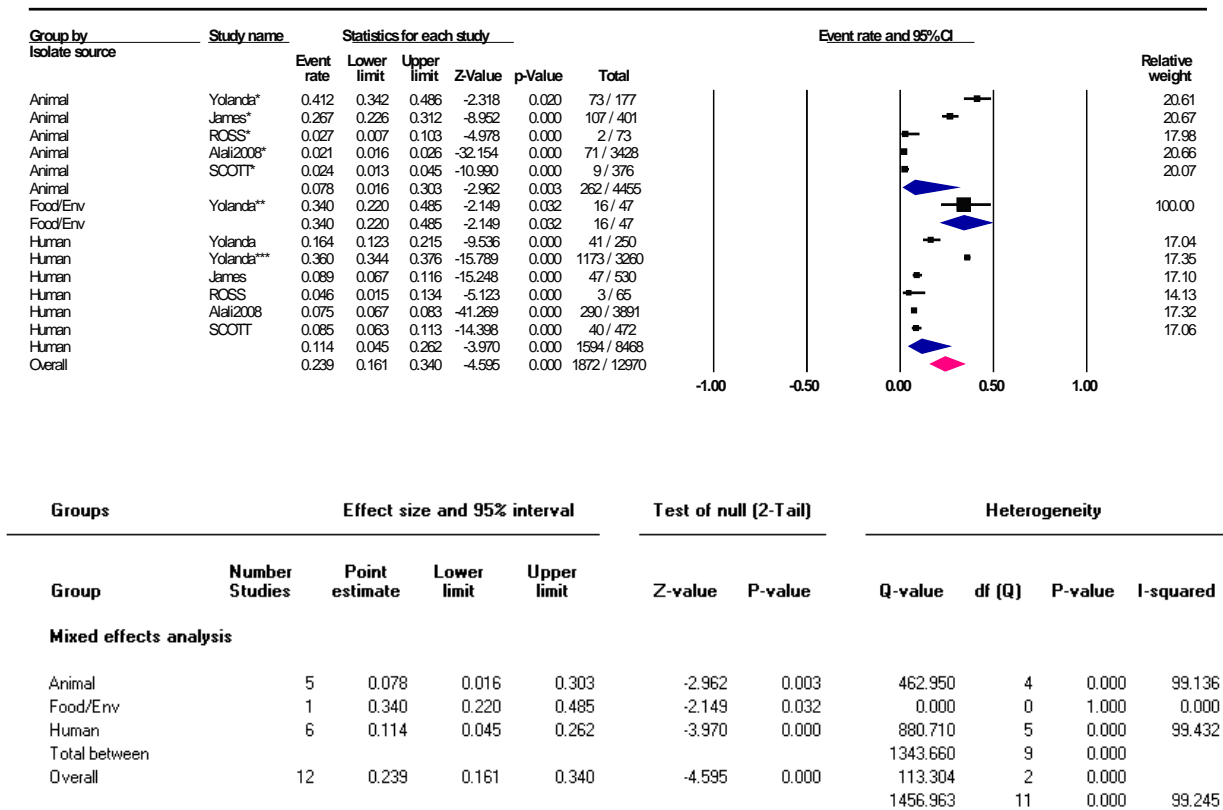 Group by Study name Statistics for each study Event rate and 95% CI
Isolate source
Event Lower Upper Relative
rate limit limit Z-Value p-Value Total weight
Animal Yolanda* 0.412 0.342 0.486 -2.318 0.020 73 / 177 20.61
Animal James* 0.267 0.226 0.312 -8.952 0.000 107 / 401 20.67
Animal ROSS* 0.027 0.007 0.103 -4.978 0.000 2 / 73 17.98
Animal Alali2008* 0.021 0.016 0.026 -32.154 0.000 71 / 3428 20.66
Animal SCOTT* 0.024 0.013 0.045 -10.990 0.000 9 / 376 20.07
Animal 0.078 0.016 0.303 -2.962 0.003 262 / 4455
Food/Env Yolanda** 0.340 0.220 0.485 -2.149 0.032 16 / 47 100.00
Food/Env 0.340 0.220 0.485 -2.149 0.032 16 / 47
Human Yolanda 0.164 0.123 0.215 -9.536 0.000 41 / 250 17.04
Human Yolanda*** 0.360 0.344 0.376 -15.789 0.000 1173 / 3260 17.35
Human James 0.089 0.067 0.116 -15.248 0.000 47 / 530 17.10
Human ROSS 0.046 0.015 0.134 -5.123 0.000 3 / 65 14.13
Human Alali2008 0.075 0.067 0.083 -41.269 0.000 290 / 3891 17.32
Human SCOTT 0.085 0.063 0.113 -14.398 0.000 40 / 472 17.06
Human 0.114 0.045 0.262 -3.970 0.000 1594 / 8468
Overall 0.239 0.161 0.340 -4.595 0.000 1872 / 12970
-1.00 -0.50 0.00 0.50 1.00
Groups Effect size and 95% interval Test of null (2-Tail) Heterogeneity
Number Point Lower Upper
Group Studies estimate limit limit Z-value P-value Q-value df (Q) P-value I-squared
Mixed effects analysis
Animal 5 0.078 0.016 0.303 -2.962 0.003 462.950 4 0.000 99.136
Food/Env 1 0.340 0.220 0.485 -2.149 0.032 0.000 0 1.000 0.000
Human 6 0.114 0.045 0.262 -3.970 0.000 880.710 5 0.000 99.432
Total between 1343.660 9 0.000
Overall 12 0.239 0.161 0.340 -4.595 0.000 113.304 2 0.000
1456.963 11 0.000 99.245